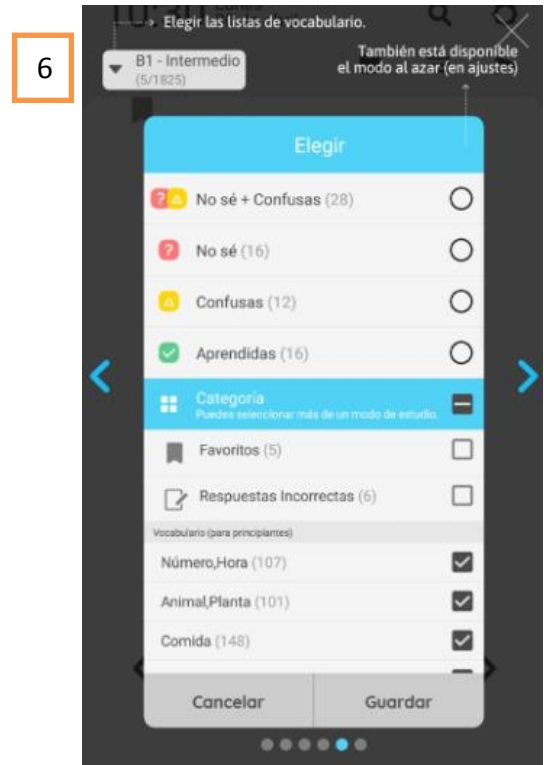 6
Elegir las listas de vocabulario.
B1 - Intermedio
(5/1825)
También está disponible
el modo al azar (en ajustes)
Elegir
No sé + Confusas (28)
No sé (16)
Confusas (12)
Aprendidas (16)
Categoría
Puedes seleccionar más de un modo de estudio.
Favoritos (5)
Respuestas Incorrectas (6)
Vocabulario (para principiantes)
Número,Hora (107)
Animal,Planta (101)
Comida (148)
Cancelar Guardar